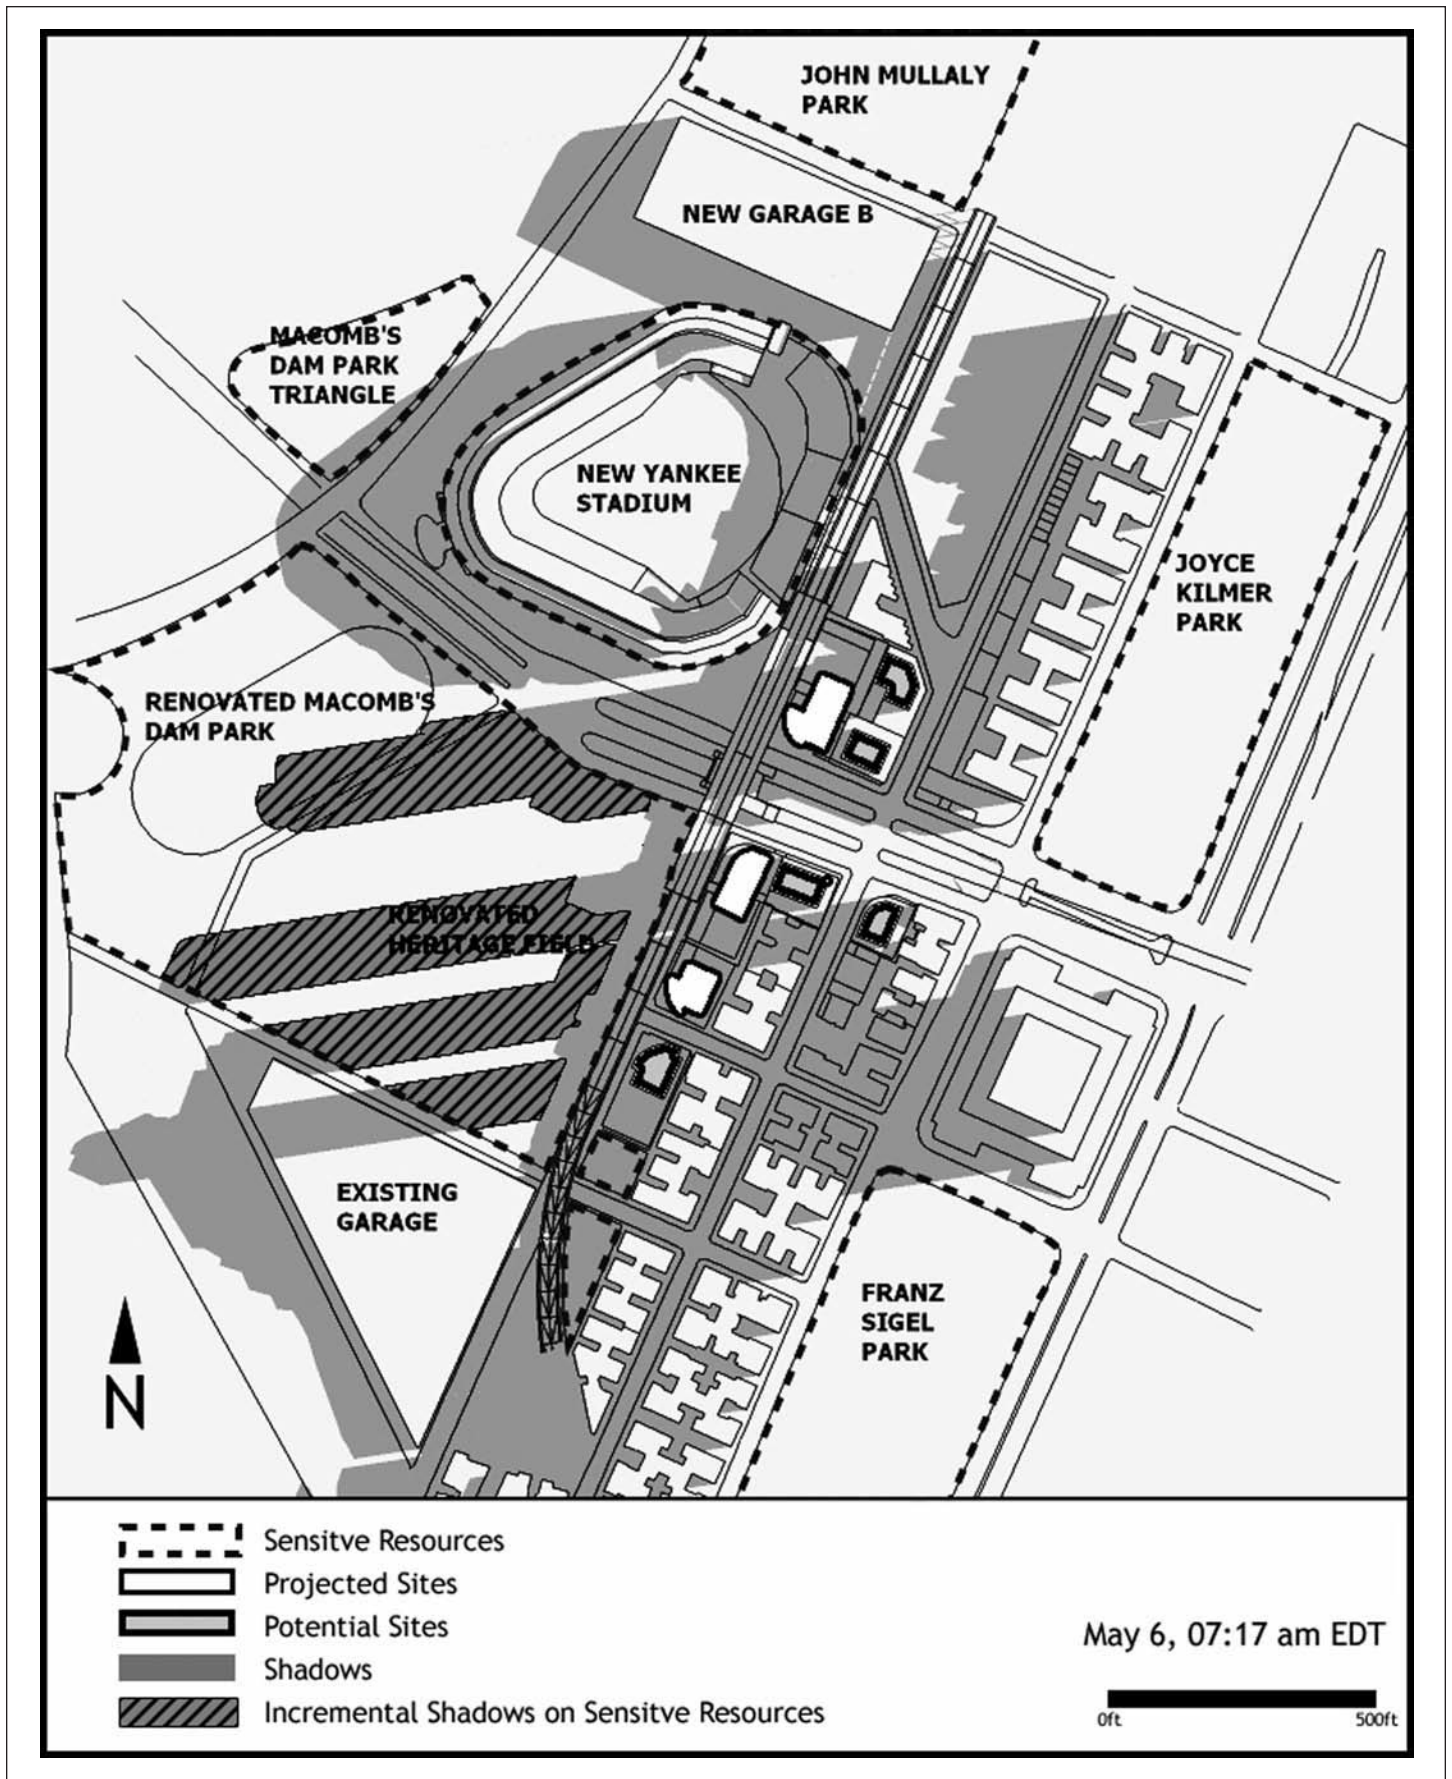 JOHN MULLALY
PARK
NEW GARAGE B
MACOMB'S
DAM PARK
TRIANGLE
NEW YANKEE
STADIUM
JOYCE
KILMER
PARK
RENOVATED MACOMB'S
DAM PARK
RENOVATED
HERITAGE FIELD
EXISTING
GARAGE
FRANZ
SIGEL
PARK
N
Sensitve Resources
Projected Sites
Potential Sites
Shadows
Incremental Shadows on Sensitve Resources
May 6, 07:17 am EDT
0ft
500ft